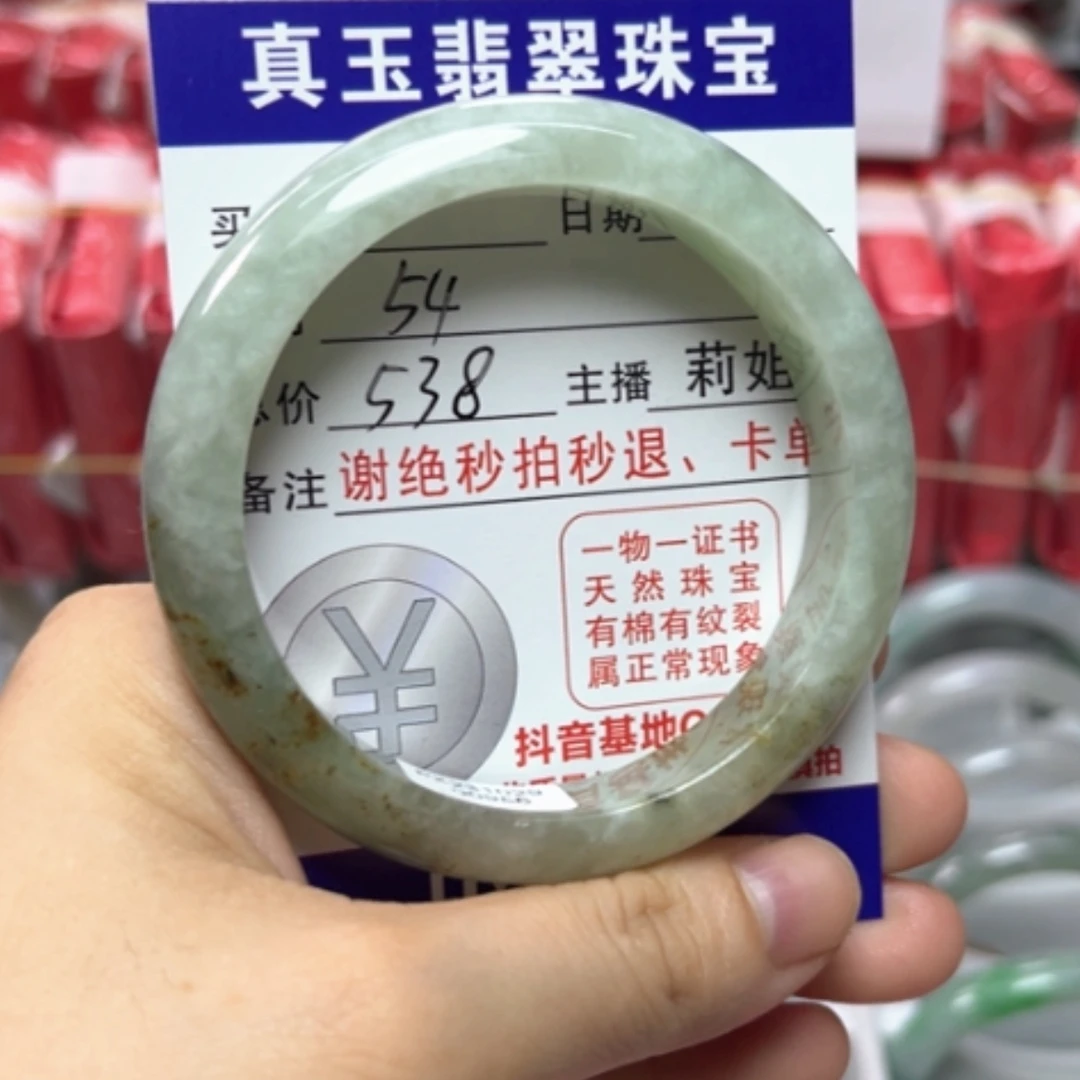 真玉翡翠珠宝
买 日期
54
价 538 主播 莉姐
备注 谢绝秒拍秒退、卡单
一物一证书
天然珠宝
有棉有纹裂
属正常现象
抖音基地